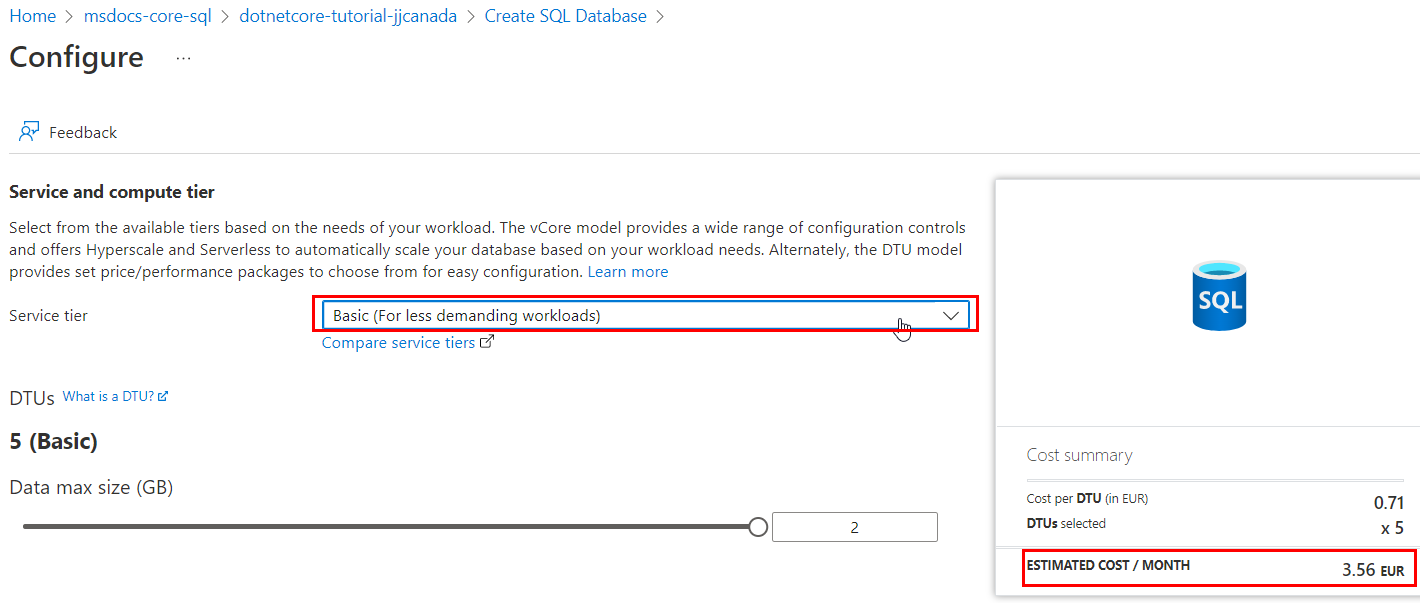 Home > msdocs-core-sql > dotnetcore-tutorial-jjcanada > Create SQL Database >
Configure ...
Feedback
Service and compute tier
Select from the available tiers based on the needs of your workload. The vCore model provides a wide range of configuration controls
and offers Hyperscale and Serverless to automatically scale your database based on your workload needs. Alternately, the DTU model
provides set price/performance packages to choose from for easy configuration. Learn more
Service tier
Basic (For less demanding workloads)
Compare service tiers
DTUs What is a DTU?
5 (Basic)
Data max size (GB)
2
SQL
Cost summary
Cost per DTU (in EUR) 0.71
DTUs selected x 5
ESTIMATED COST / MONTH 3.56 EUR